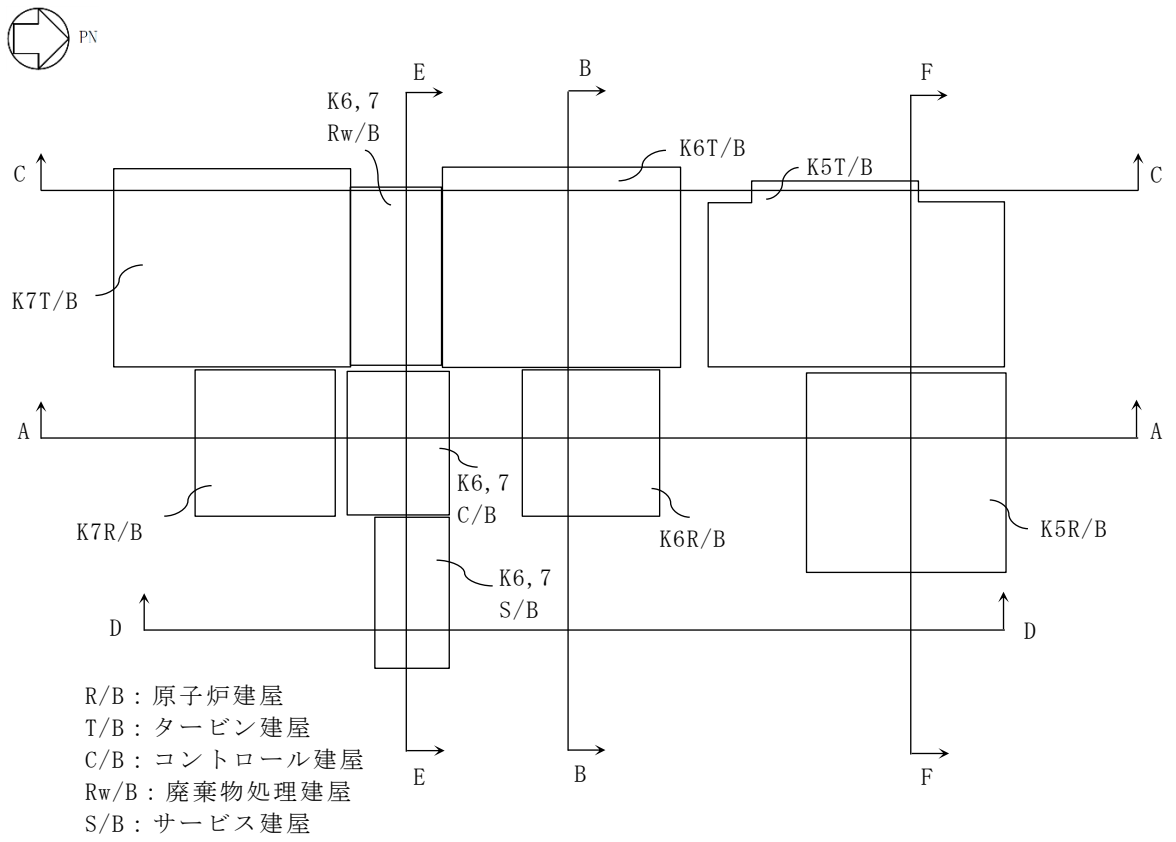 PN
E
B
F
K6,7
Rw/B
K6T/B
K5T/B
C
C
K7T/B
A
A
K6,7
C/B
K7R/B
K6R/B
K5R/B
K6,7
S/B
D
D
R/B：原子炉建屋
T/B：タービン建屋
C/B：コントロール建屋
Rw/B：廃棄物処理建屋
S/B：サービス建屋
E
B
F